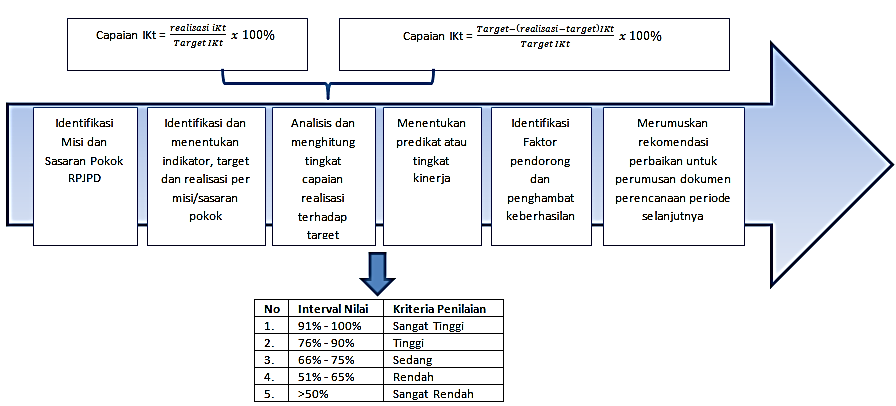 Capaian IKt = realisasi iKt / Target IKt x 100%
Capaian IKt = Target−(realisasi−target)IKt / Target IKt x 100%
Identifikasi
Misi dan
Sasaran Pokok
RPJPD
Identifikasi dan
menentukan
indikator, target
dan realisasi per
misi/sasaran
pokok
Analisis dan
menghitung
tingkat
capaian
realisasi
terhadap
target
Menentukan
predikat atau
tingkat
kinerja
Identifikasi
Faktor
pendorong
dan
penghambat
keberhasilan
Merumuskan
rekomendasi
perbaikan untuk
perumusan dokumen
perencanaan periode
selanjutnya
No Interval Nilai Kriteria Penilaian
1. 91% - 100% Sangat Tinggi
2. 76% - 90% Tinggi
3. 66% - 75% Sedang
4. 51% - 65% Rendah
5. >50% Sangat Rendah